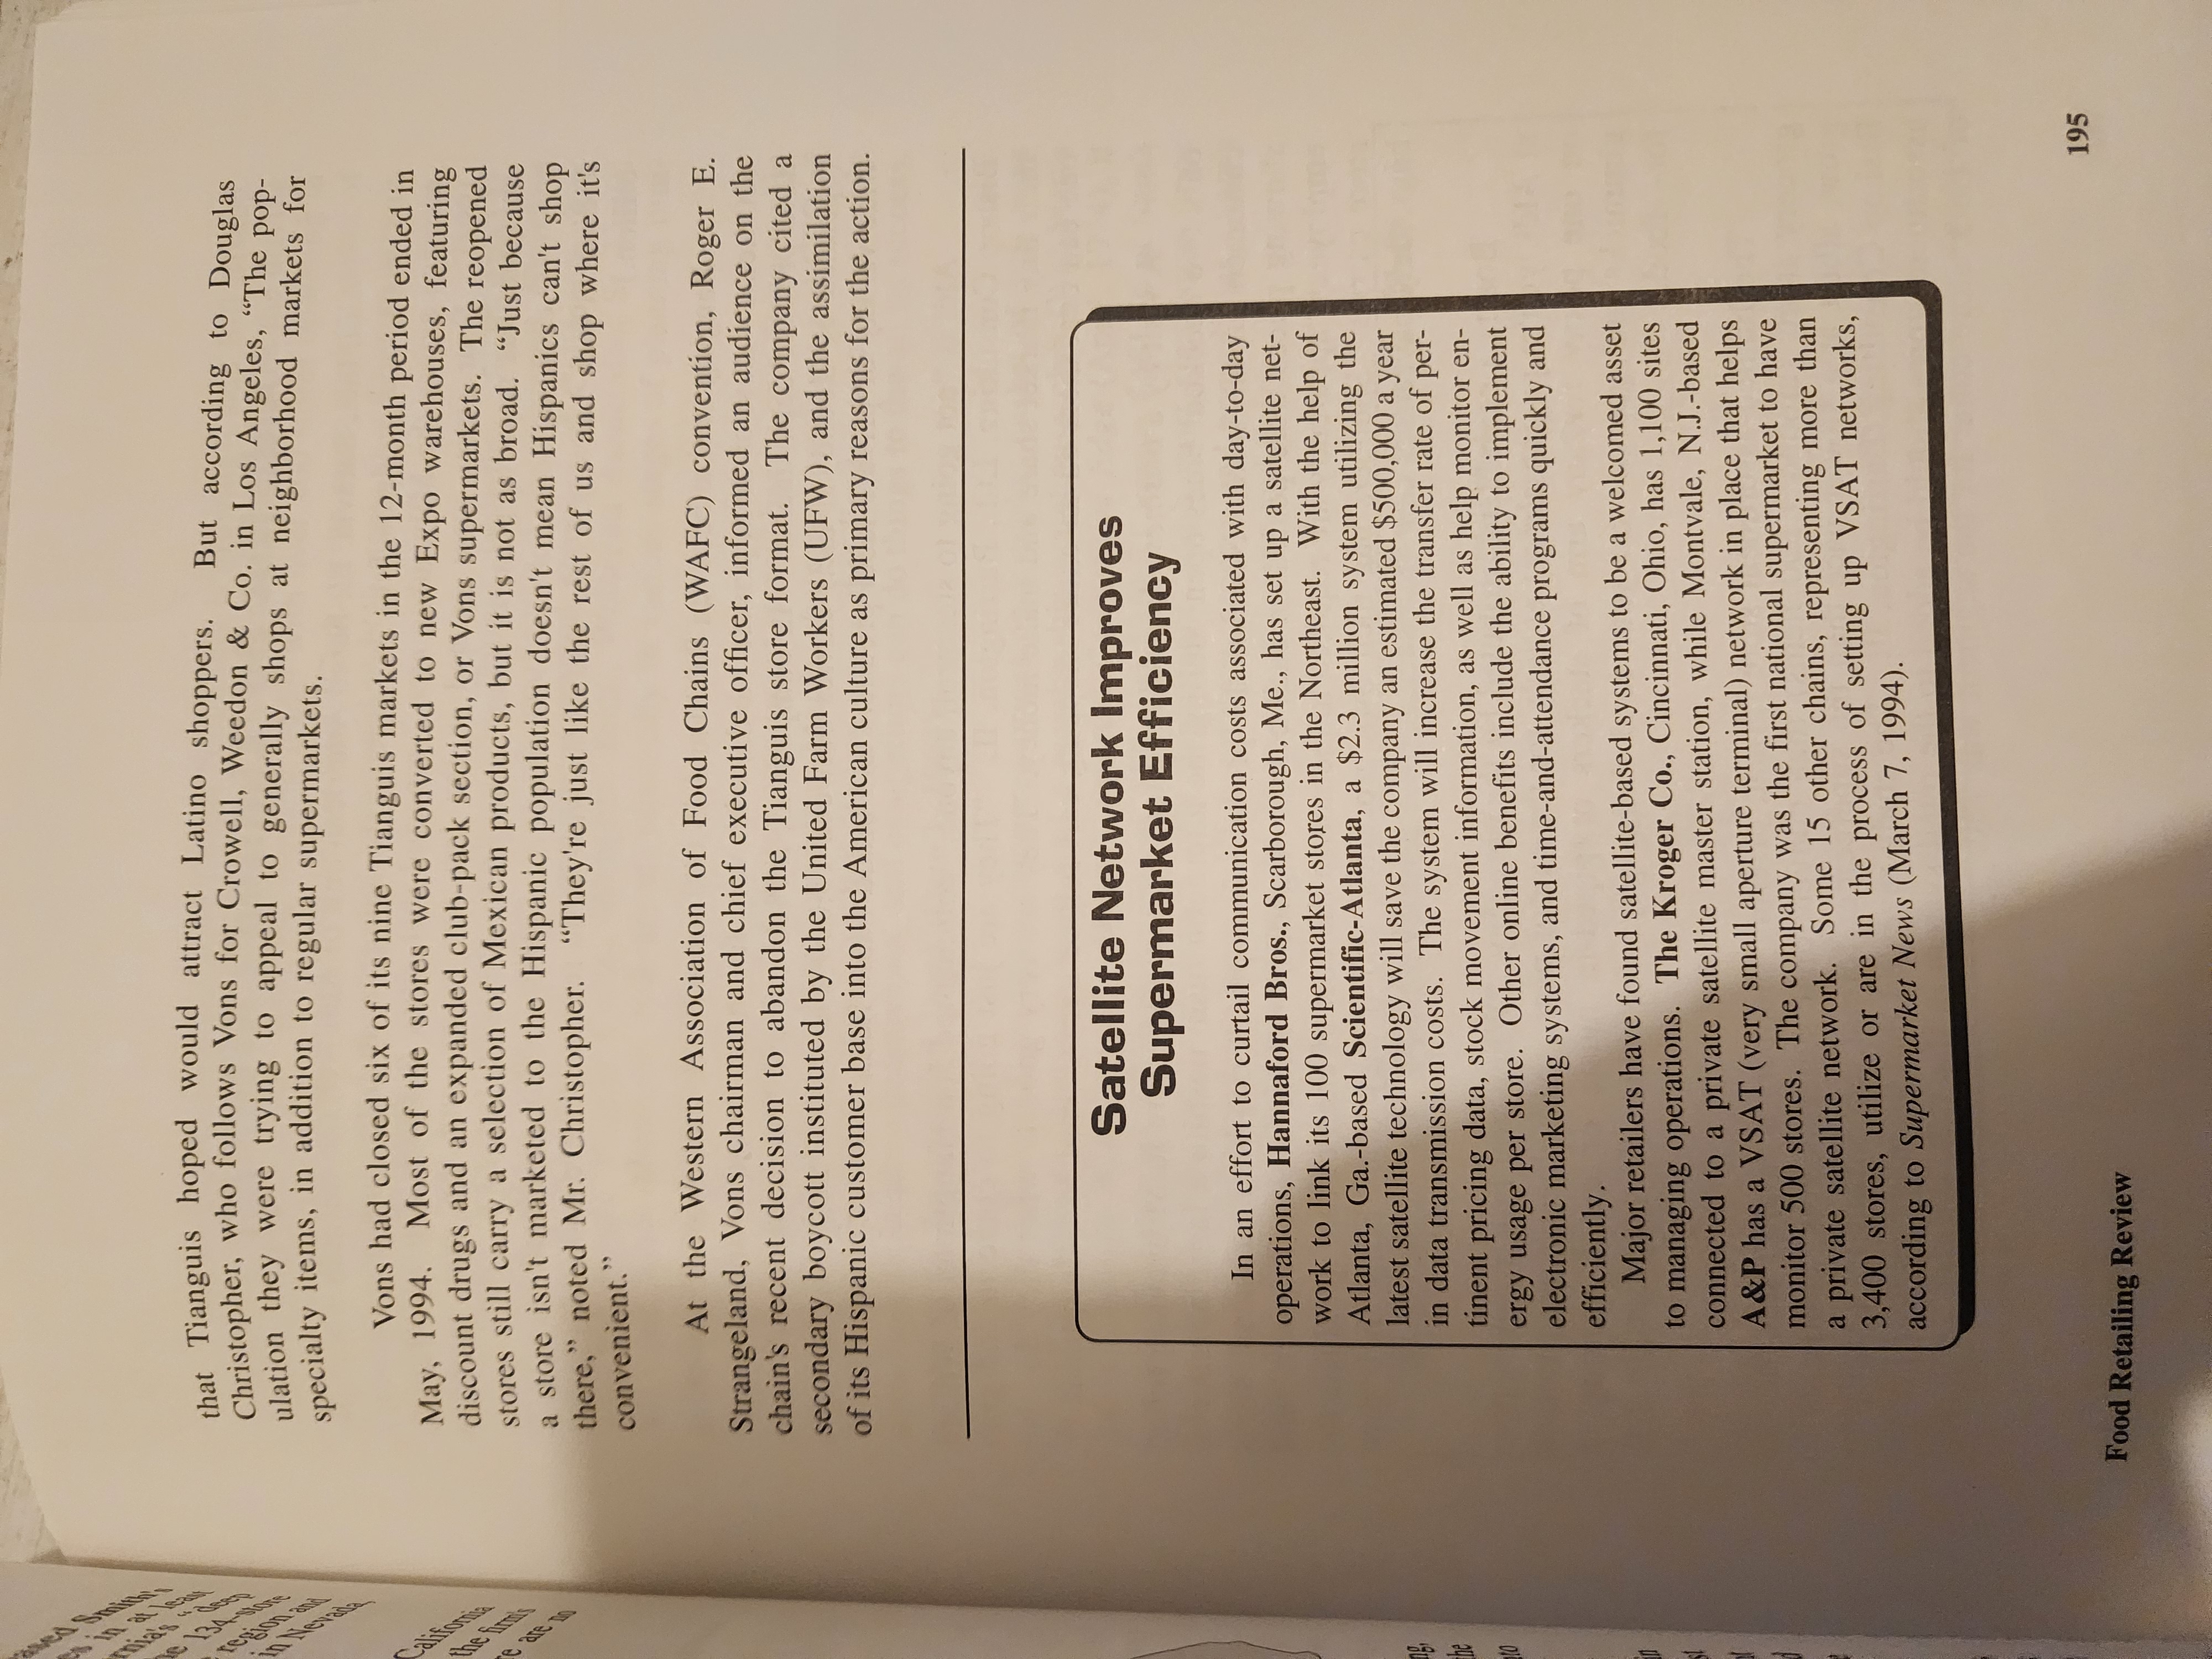 that Tianguis hoped would attract Latino shoppers. But according to Douglas
Christopher, who follows Vons for Crowell, Weedon & Co. in Los Angeles, “The pop-
ulation they were trying to appeal to generally shops at neighborhood markets for
specialty items, in addition to regular supermarkets.
Vons had closed six of its nine Tianguis markets in the 12-month period ended in
May, 1994. Most of the stores were converted to new Expo warehouses, featuring
discount drugs and an expanded club-pack section, or Vons supermarkets. The reopened
stores still carry a selection of Mexican products, but it is not as broad. “Just because
a store isn't marketed to the Hispanic population doesn't mean Hispanics can't shop
there,” noted Mr. Christopher. “They're just like the rest of us and shop where it's
convenient.”
At the Western Association of Food Chains (WAFC) convention, Roger E.
Strangeland, Vons chairman and chief executive officer, informed an audience on the
chain's recent decision to abandon the Tianguis store format. The company cited a
secondary boycott instituted by the United Farm Workers (UFW), and the assimilation
of its Hispanic customer base into the American culture as primary reasons for the action.
Satellite Network Improves
Supermarket Efficiency
In an effort to curtail communication costs associated with day-to-day
operations, Hannaford Bros., Scarborough, Me., has set up a satellite net-
work to link its 100 supermarket stores in the Northeast. With the help of
Atlanta, Ga.-based Scientific-Atlanta, a $2.3 million system utilizing the
latest satellite technology will save the company an estimated $500,000 a year
in data transmission costs. The system will increase the transfer rate of per-
tinent pricing data, stock movement information, as well as help monitor en-
ergy usage per store. Other online benefits include the ability to implement
electronic marketing systems, and time-and-attendance programs quickly and
efficiently.
Major retailers have found satellite-based systems to be a welcomed asset
to managing operations. The Kroger Co., Cincinnati, Ohio, has 1,100 sites
connected to a private satellite master station, while Montvale, N.J.-based
A&P has a VSAT (very small aperture terminal) network in place that helps
monitor 500 stores. The company was the first national supermarket to have
a private satellite network. Some 15 other chains, representing more than
3,400 stores, utilize or are in the process of setting up VSAT networks,
according to Supermarket News (March 7, 1994).
Food Retailing Review
195
Smith's
in at least
“deep
134-store
region and
in Nevada,
California
the firm's
are no